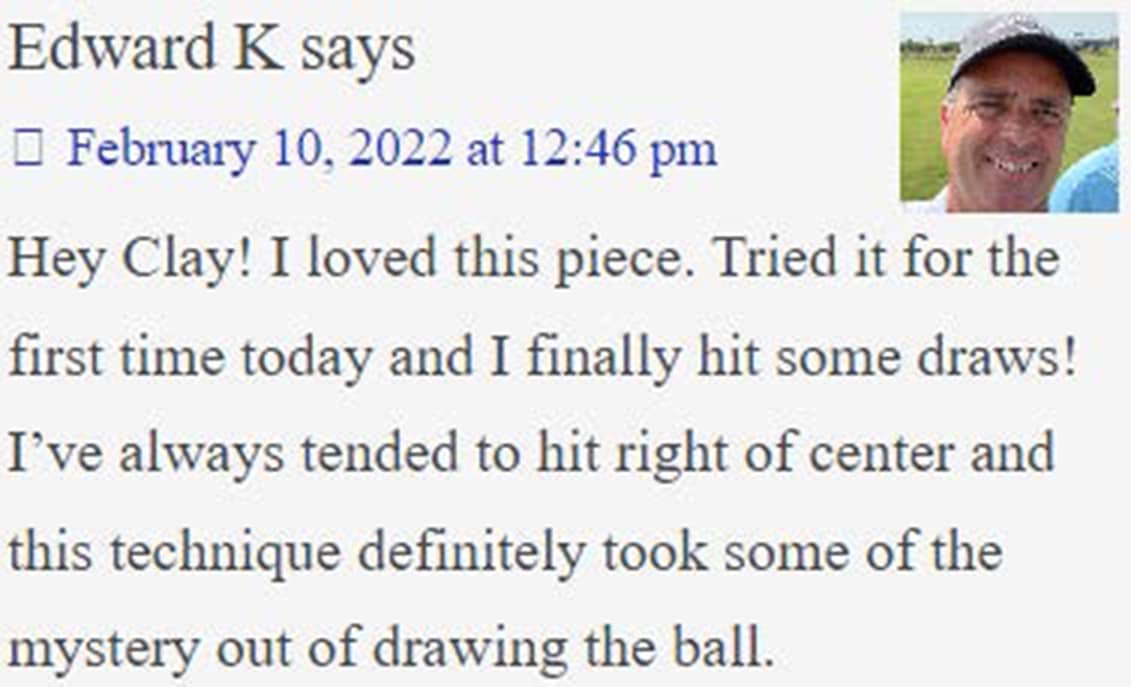 Edward K says
February 10, 2022 at 12:46 pm
Hey Clay! I loved this piece. Tried it for the
first time today and I finally hit some draws!
I’ve always tended to hit right of center and
this technique definitely took some of the
mystery out of drawing the ball.